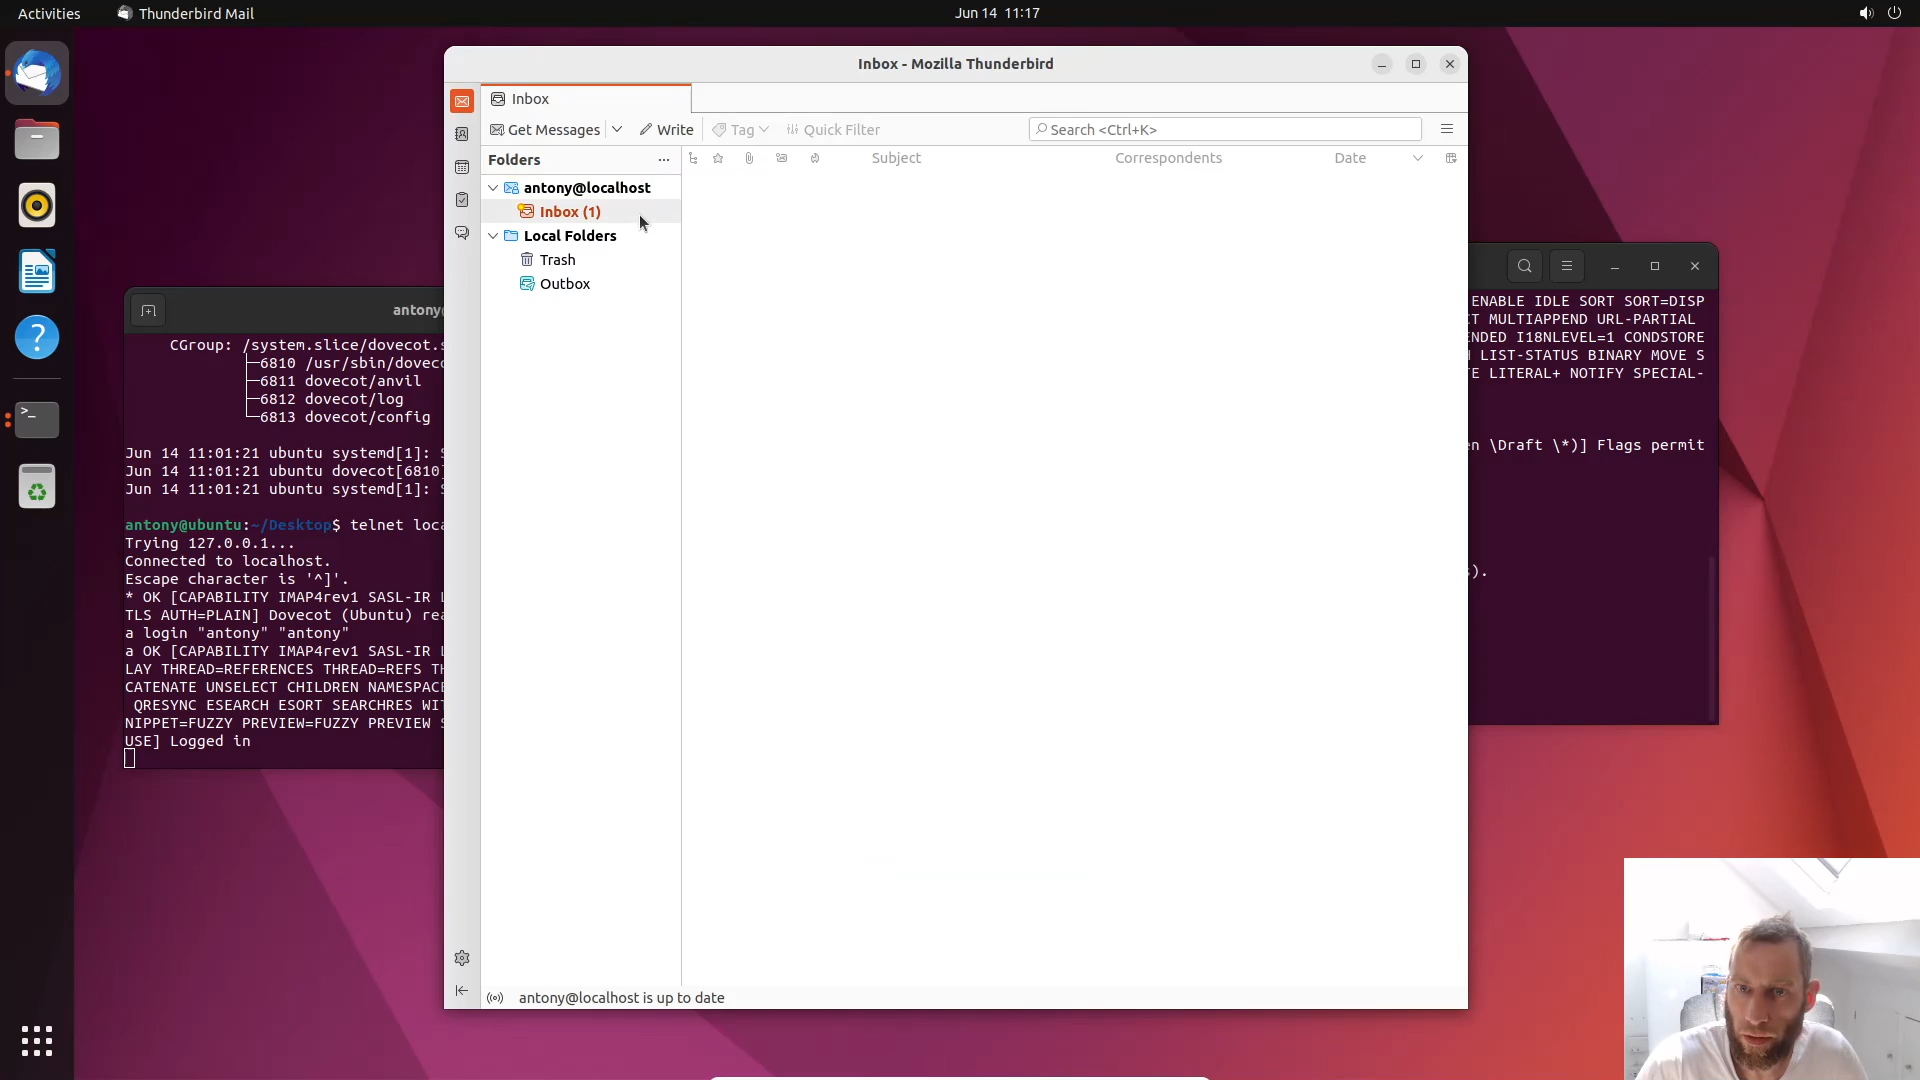 Activities
Thunderbird Mail
Jun 14 11:17
Inbox - Mozilla Thunderbird
Inbox
Get Messages
Write
Tag
Quick Filter
Search <Ctrl+K>
Folders
Subject
Correspondents
Date
antony@localhost
Inbox (1)
Local Folders
Trash
Outbox
antony@localhost is up to date
antony@
CGroup: /system.slice/dovecot.s
├─6810 /usr/sbin/doveco
├─6811 dovecot/anvil
├─6812 dovecot/log
└─6813 dovecot/config
Jun 14 11:01:21 ubuntu systemd[1]: S
Jun 14 11:01:21 ubuntu dovecot[6810]
Jun 14 11:01:21 ubuntu systemd[1]: S
antony@ubuntu:~/Desktop$ telnet loca
Trying 127.0.0.1...
Connected to localhost.
Escape character is '^]'.
* OK [CAPABILITY IMAP4rev1 SASL-IR L
TLS AUTH=PLAIN] Dovecot (Ubuntu) rea
a login "antony" "antony"
a OK [CAPABILITY IMAP4rev1 SASL-IR L
LAY THREAD=REFERENCES THREAD=REFS TH
CATENATE UNSELECT CHILDREN NAMESPACE
QRESYNC ESEARCH ESORT SEARCHRES WIT
NIPPET=FUZZY PREVIEW=FUZZY PREVIEW S
USE] Logged in
ENABLE IDLE SORT SORT=DISP
T MULTIAPPEND URL-PARTIAL
ENDED I18NLEVEL=1 CONDSTORE
LIST-STATUS BINARY MOVE S
E LITERAL+ NOTIFY SPECIAL-
n \Draft \*)] Flags permit
).